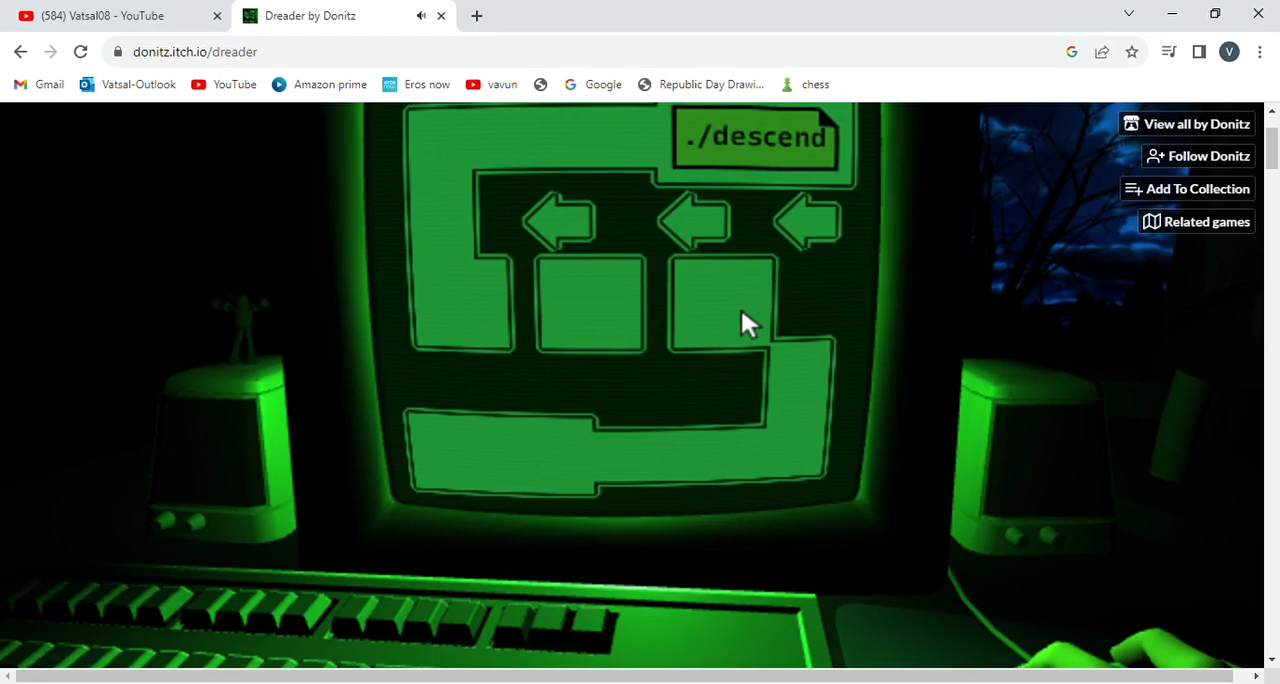 (584) Vatsal08 - YouTube
Dreader by Donitz
donitz.itch.io/dreader
V
Gmail
Vatsal-Outlook
YouTube
Amazon prime
Eros now
vavun
Google
Republic Day Drawi...
chess
./descend
View all by Donitz
Follow Donitz
Add To Collection
Related games